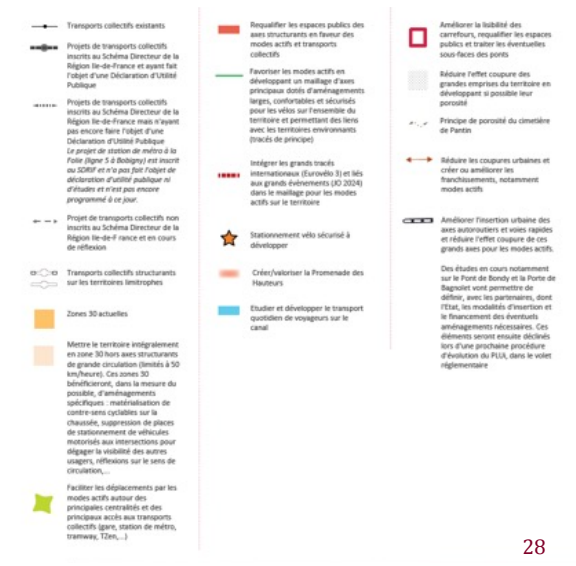 Transports collectifs existants
Projets de transports collectifs
inscrits au Schéma Directeur de la
Région Ile-de-France et ayant fait
l'objet d'une Déclaration d'Utilité
Publique
Projets de transports collectifs
inscrits au Schéma Directeur de la
Région Ile-de-France mais n'ayant
pas encore faire l'objet d'une
Déclaration d'Utilité Publique
Le projet de station de métro à la
Folie (ligne 5 à Bobigny) est inscrit
au SDRIF et n'a pas fait l'objet de
déclaration d'utilité publique ni
d'études et n'est pas encore
programmé à ce jour.
Projet de transports collectifs non
inscrits au Schéma Directeur de la
Région Ile-de-F rance et en cours
de réflexion
Transports collectifs structurants
sur les territoires limitrophes
Zones 30 actuelles
Mettre le territoire intégralement
en zone 30 hors axes structurants
de grande circulation (limités à 50
km/heure). Ces zones 30
bénéficieront, dans la mesure du
possible, d'aménagements
spécifiques : matérialisation de
contre-sens cyclables sur la
chaussée, suppression de places
de stationnement de véhicules
motorisés aux intersections pour
dégager la visibilité des autres
usagers, réflexions sur le sens de
circulation,...
Faciliter les déplacements par les
modes actifs autour des
principales centralités et des
principaux accès aux transports
collectifs (gare, station de métro,
tramway, TZen,...)
Requalifier les espaces publics des
axes structurants en faveur des
modes actifs et transports
collectifs
Favoriser les modes actifs en
développant un maillage d'axes
principaux dotés d'aménagements
larges, confortables et sécurisés
pour les vélos sur l'ensemble du
territoire et permettant des liens
avec les territoires environnants
(tracés de principe)
Intégrer les grands tracés
internationaux (Eurovélo 3) et liés
aux grands évènements (JO 2024)
dans le maillage pour les modes
actifs sur le territoire
Stationnement vélo sécurisé à
développer
Créer/valoriser la Promenade des
Hauteurs
Etudier et développer le transport
quotidien de voyageurs sur le
canal
Améliorer la lisibilité des
carrefours, requalifier les espaces
publics et traiter les éventuelles
sous-faces des ponts
Réduire l'effet coupure des
grandes emprises du territoire en
développant si possible leur
porosité
Principe de porosité du cimetière
de Pantin
Réduire les coupures urbaines et
créer ou améliorer les
franchissements, notamment
modes actifs
Améliorer l'insertion urbaine des
axes autoroutiers et voies rapides
et réduire l'effet coupure de ces
grands axes pour les modes actifs.
Des études en cours notamment
sur le Pont de Bondy et la Porte de
Bagnolet vont permettre de
définir, avec les partenaires, dont
l'Etat, les modalités d'insertion et
le financement des éventuels
aménagements nécessaires. Ces
éléments seront ensuite déclinés
lors d'une prochaine procédure
d'évolution du PLUi, dans le volet
réglementaire
28